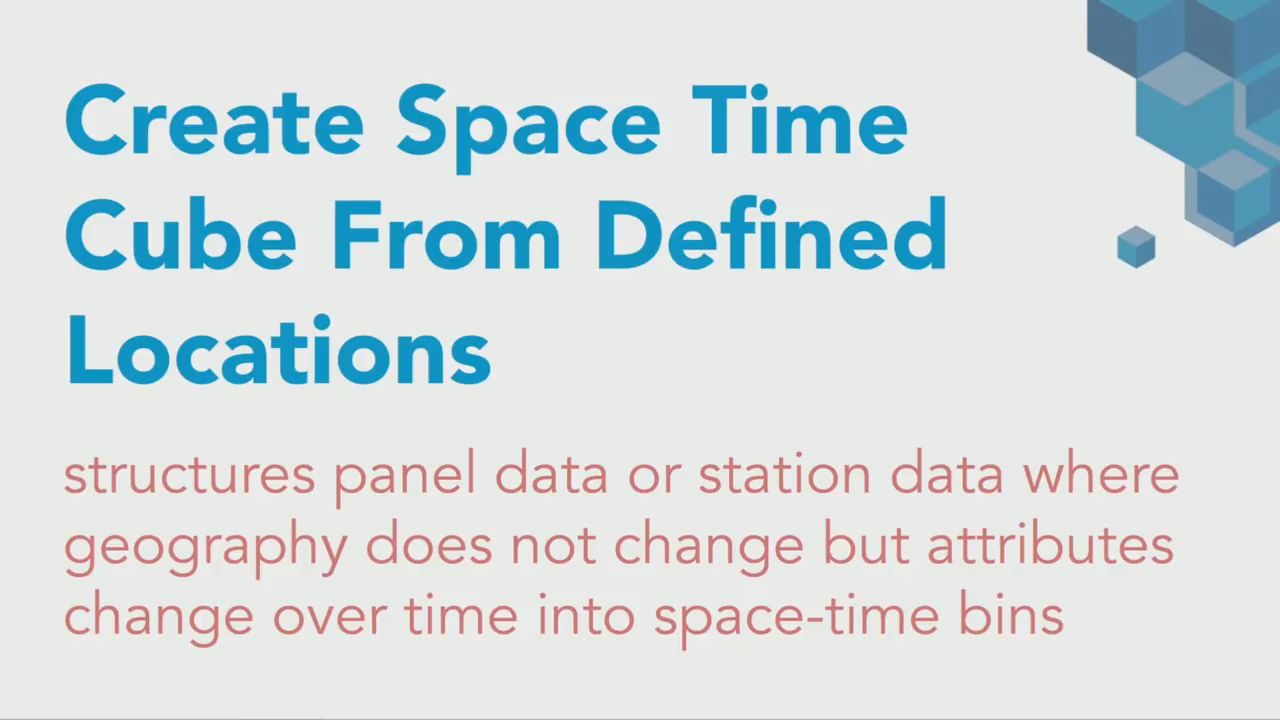 Create Space Time
Cube From Defined
Locations
structures panel data or station data where
geography does not change but attributes
change over time into space-time bins